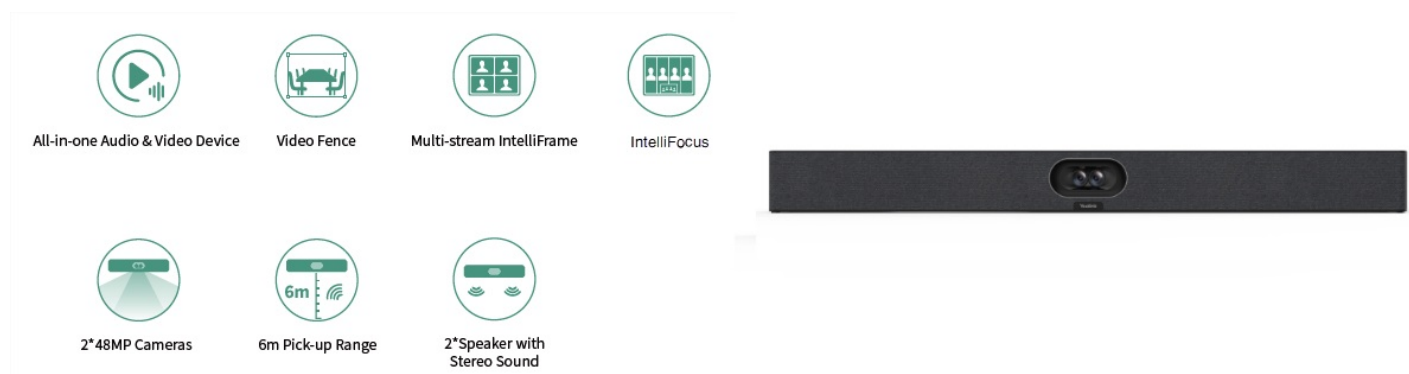 All-in-one Audio & Video Device
Video Fence
Multi-stream IntelliFrame
IntelliFocus
6m
2*48MP Cameras
6m Pick-up Range
2*Speaker with
Stereo Sound